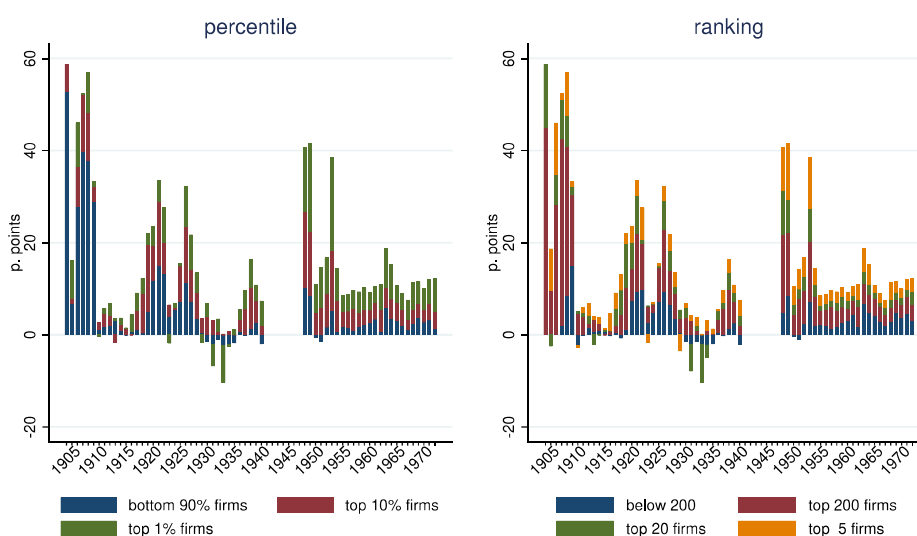 percentile
p. points
60
40
20
0
-20
1905 1910 1915 1920 1925 1930 1935 1940 1945 1950 1955 1960 1965 1970
bottom 90% firms top 10% firms
top 1% firms
ranking
p. points
60
40
20
0
-20
1905 1910 1915 1920 1925 1930 1935 1940 1945 1950 1955 1960 1965 1970
below 200 top 200 firms
top 20 firms top 5 firms